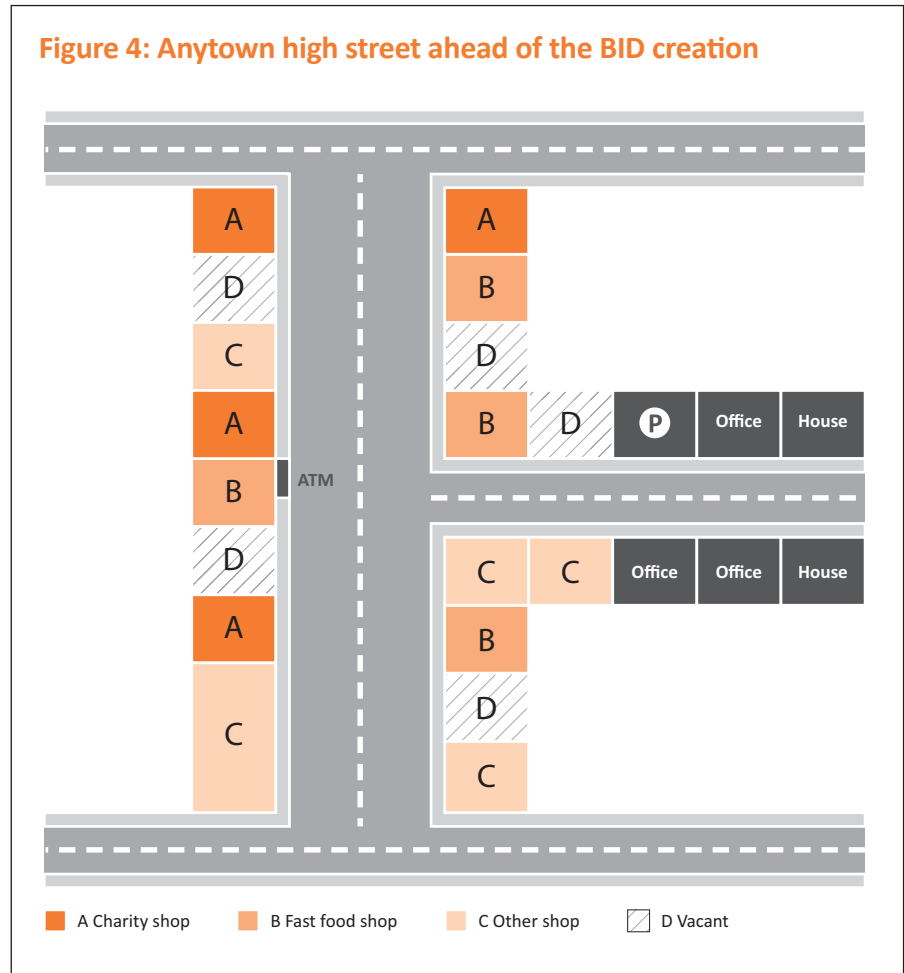 Figure 4: Anytown high street ahead of the BID creation
A
D
C
A
B
D
A
C
ATM
A
B
D
B D P Office House
C C Office Office House
B
D
C
A Charity shop B Fast food shop C Other shop D Vacant